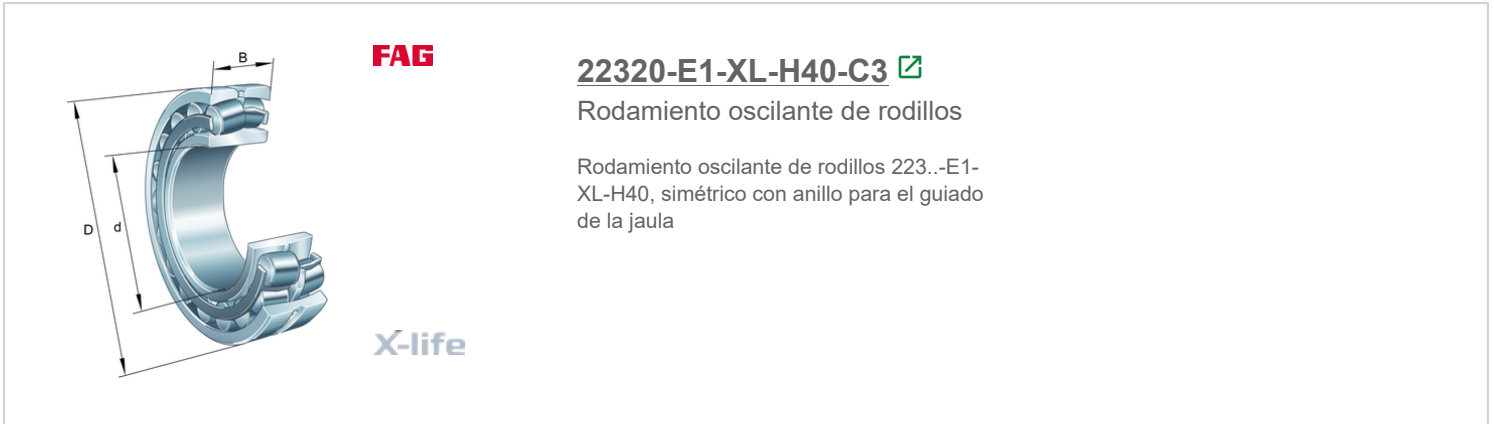 B
FAG
22320-E1-XL-H40-C3
Rodamiento oscilante de rodillos
Rodamiento oscilante de rodillos 223..-E1-
XL-H40, simétrico con anillo para el guiado
de la jaula
D
d
X-life